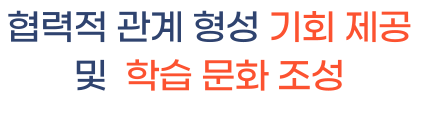 협력적 관계 형성 기회 제공
및 학습 문화 조성